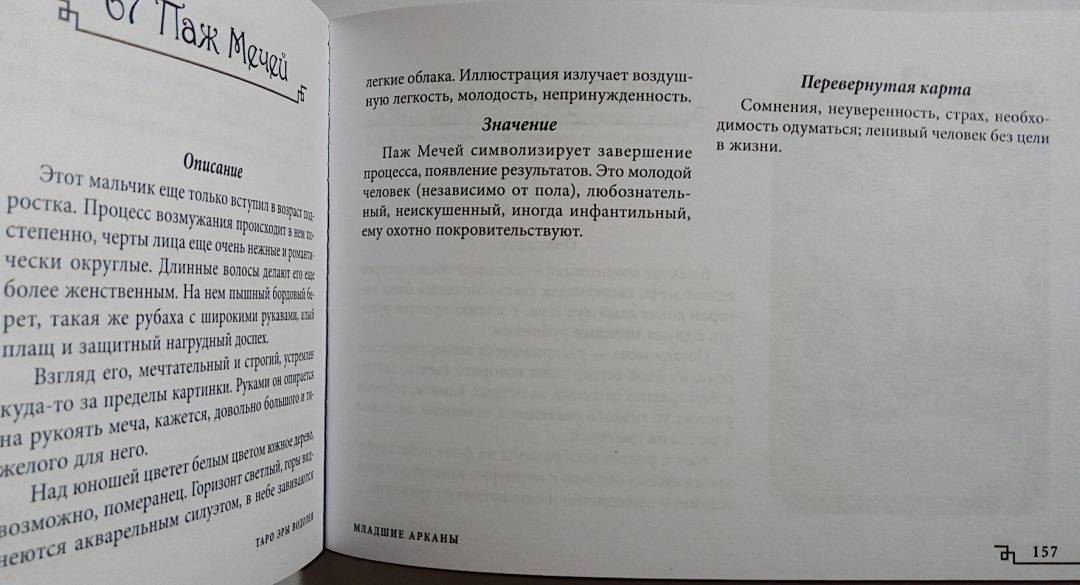 67 Паж Мечей
Описание
Этот мальчик еще только вступил в возраст под-
ростка. Процесс возмужания происходит в нем по-
степенно, черты лица еще очень нежные и романти-
чески округлые. Длинные волосы делают его еще
более женственным. На нем пышный бордовый бе-
рет, такая же рубаха с широкими рукавами, алый
плащ и защитный нагрудный доспех.
Взгляд его, мечтательный и строгий, устремлен
куда-то за пределы картинки. Руками он опирается
на рукоять меча, кажется, довольно большого и тя-
желого для него.
Над юношей цветет белым цветом южное дерево,
возможно, померанец. Горизонт светлый, горы вид-
неются акварельным силуэтом, в небе завиваются
ТАРО ЭРЫ ВОДОЛЕЯ
легкие облака. Иллюстрация излучает воздуш-
ную легкость, молодость, непринужденность.
Значение
Паж Мечей символизирует завершение
процесса, появление результатов. Это молодой
человек (независимо от пола), любознатель-
ный, неискушенный, иногда инфантильный,
ему охотно покровительствуют.
МЛАДШИЕ АРКАНЫ
Перевернутая карта
Сомнения, неуверенность, страх, необхо-
димость одуматься; ленивый человек без цели
в жизни.
157